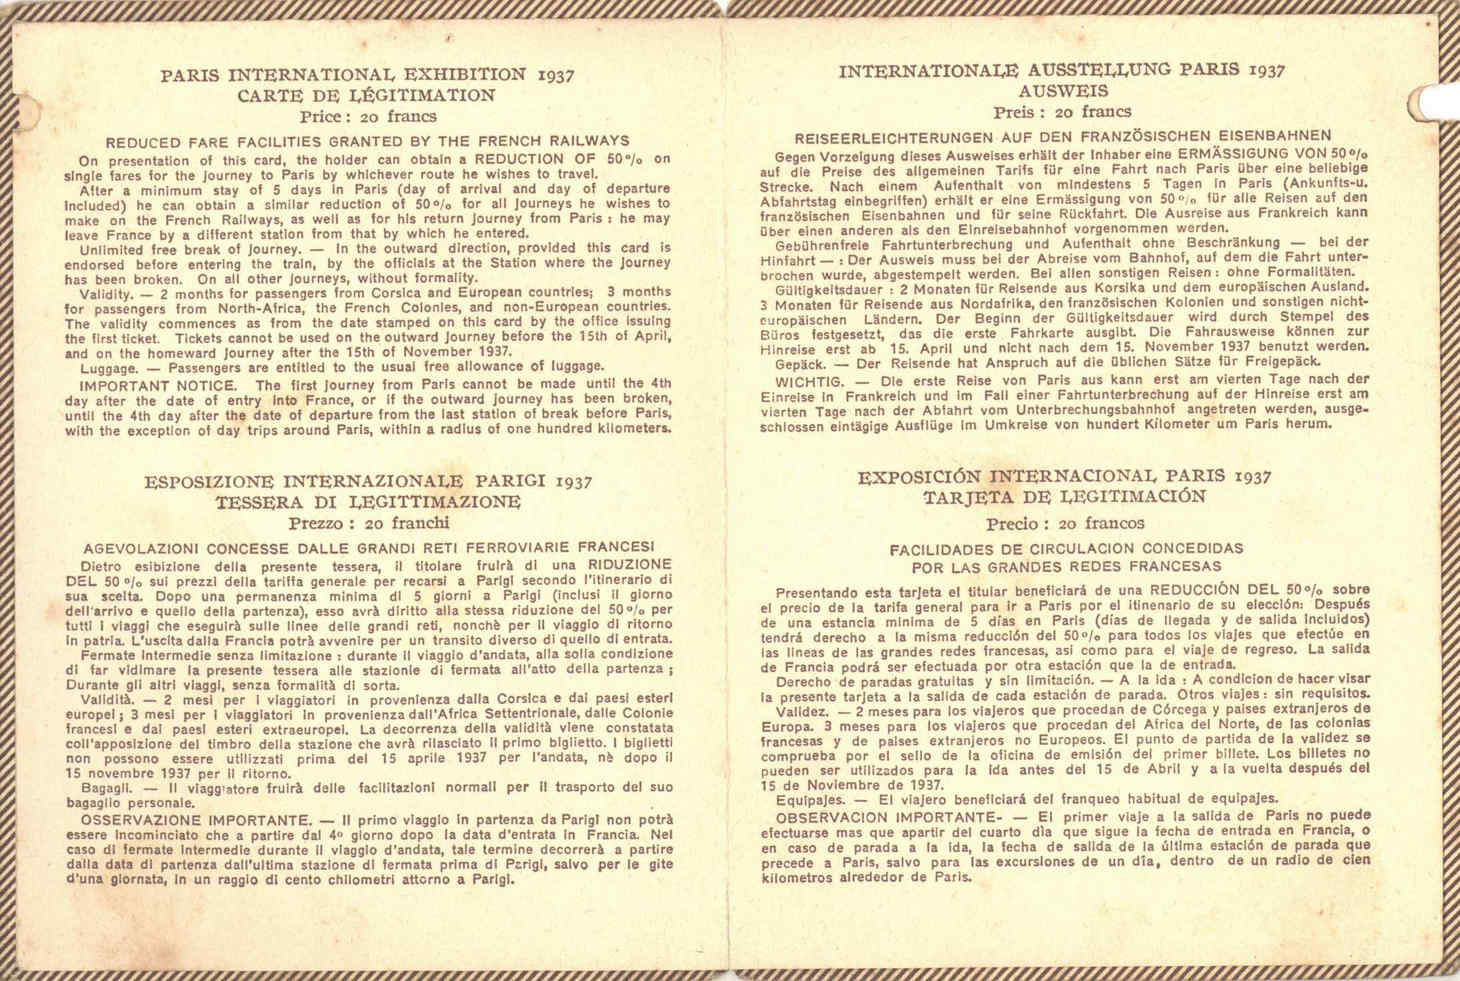 PARIS INTERNATIONAL EXHIBITION 1937
CARTE DE LÉGITIMATION
Price : 20 francs
REDUCED FARE FACILITIES GRANTED BY THE FRENCH RAILWAYS
On presentation of this card, the holder can obtain a REDUCTION OF 50 % on
single fares for the journey to Paris by whichever route he wishes to travel.
After a minimum stay of 5 days in Paris (day of arrival and day of departure
included) he can obtain a similar reduction of 50 % for all journeys he wishes to
make on the French Railways, as well as for his return journey from Paris : he may
leave France by a different station from that by which he entered.
Unlimited free break of journey. — In the outward direction, provided this card is
endorsed before entering the train, by the officials at the Station where the journey
has been broken. On all other journeys, without formality.
Validity. — 2 months for passengers from Corsica and European countries; 3 months
for passengers from North-Africa, the French Colonies, and non-European countries.
The validity commences as from the date stamped on this card by the office issuing
the first ticket. Tickets cannot be used on the outward journey before the 15th of April,
and on the homeward journey after the 15th of November 1937.
Luggage. — Passengers are entitled to the usual free allowance of luggage.
IMPORTANT NOTICE. The first journey from Paris cannot be made until the 4th
day after the date of entry into France, or if the outward journey has been broken,
until the 4th day after the date of departure from the last station of break before Paris,
with the exception of day trips around Paris, within a radius of one hundred kilometers.
ESPOSIZIONE INTERNAZIONALE PARIGI 1937
TESSERA DI LEGITTIMAZIONE
Prezzo : 20 franchi
AGEVOLAZIONI CONCESSE DALLE GRANDI RETI FERROVIARIE FRANCESI
Dietro esibizione della presente tessera, il titolare fruirà di una RIDUZIONE
DEL 50 % sui prezzi della tariffa generale per recarsi a Parigi secondo l'itinerario di
sua scelta. Dopo una permanenza minima di 5 giorni a Parigi (inclusi il giorno
dell'arrivo e quello della partenza), esso avrà diritto alla stessa riduzione del 50 % per
tutti i viaggi che eseguirà sulle linee delle grandi reti, nonchè per il viaggio di ritorno
in patria. L'uscita dalla Francia potrà avvenire per un transito diverso di quello di entrata.
Fermate intermedie senza limitazione : durante il viaggio d'andata, alla solla condizione
di far vidimare la presente tessera alle stazionie di fermata all'atto della partenza ;
Durante gli altri viaggi, senza formalità di sorta.
Validità. — 2 mesi per i viaggiatori in provenienza dalla Corsica e dai paesi esteri
europei ; 3 mesi per i viaggiatori in provenienza dall'Africa Settentrionale, dalle Colonie
francesi e dai paesi esteri extraeuropei. La decorrenza della validità viene constatata
coll'apposizione del timbro della stazione che avrà rilasciato il primo biglietto. I biglietti
non possono essere utilizzati prima del 15 aprile 1937 per l'andata, nè dopo il
15 novembre 1937 per il ritorno.
Bagagli. — Il viaggiatore fruirà delle facilitazioni normali per il trasporto del suo
bagaglio personale.
OSSERVAZIONE IMPORTANTE. — Il primo viaggio in partenza da Parigi non potrà
essere incominciato che a partire dal 4º giorno dopo la data d'entrata in Francia. Nel
caso di fermate intermedie durante il viaggio d'andata, tale termine decorrerà a partire
dalla data di partenza dall'ultima stazione di fermata prima di Parigi, salvo per le gite
d'una giornata, in un raggio di cento chilometri attorno a Parigi.
INTERNATIONALE AUSSTELLUNG PARIS 1937
AUSWEIS
Preis : 20 francs
REISEERLEICHTERUNGEN AUF DEN FRANZÖSISCHEN EISENBAHNEN
Gegen Vorzeigung dieses Ausweises erhält der Inhaber eine ERMÄSSIGUNG VON 50 %
auf die Preise des allgemeinen Tarifs für eine Fahrt nach Paris über eine beliebige
Strecke. Nach einem Aufenthalt von mindestens 5 Tagen in Paris (Ankunfts-u.
Abfahrtstag einbegriffen) erhält er eine Ermässigung von 50 % für alle Reisen auf den
französischen Eisenbahnen und für seine Rückfahrt. Die Ausreise aus Frankreich kann
über einen anderen als den Einreisebahnhof vorgenommen werden.
Gebührenfreie Fahrtunterbrechung und Aufenthalt ohne Beschränkung — bei der
Hinfahrt — : Der Ausweis muss bei der Abreise vom Bahnhof, auf dem die Fahrt unter-
brochen wurde, abgestempelt werden. Bei allen sonstigen Reisen : ohne Formalitäten.
Gültigkeitsdauer : 2 Monaten für Reisende aus Korsika und dem europäischen Ausland.
3 Monaten für Reisende aus Nordafrika, den französischen Kolonien und sonstigen nicht-
europäischen Ländern. Der Beginn der Gültigkeitsdauer wird durch Stempel des
Büros festgesetzt, das die erste Fahrkarte ausgibt. Die Fahrausweise können zur
Hinreise erst ab 15. April und nicht nach dem 15. November 1937 benutzt werden.
Gepäck. — Der Reisende hat Anspruch auf die üblichen Sätze für Freigepäck.
WICHTIG. — Die erste Reise von Paris aus kann erst am vierten Tage nach der
Einreise in Frankreich und im Fall einer Fahrtunterbrechung auf der Hinreise erst am
vierten Tage nach der Abfahrt vom Unterbrechungsbahnhof angetreten werden, ausge-
schlossen eintägige Ausflüge im Umkreise von hundert Kilometer um Paris herum.
EXPOSICIÓN INTERNACIONAL PARIS 1937
TARJETA DE LEGITIMACIÓN
Precio : 20 francos
FACILIDADES DE CIRCULACION CONCEDIDAS
POR LAS GRANDES REDES FRANCESAS
Presentando esta tarjeta el titular beneficiará de una REDUCCIÓN DEL 50 % sobre
el precio de la tarifa general para ir a Paris por el itinenario de su elección: Después
de una estancia minima de 5 días en Paris (días de llegada y de salida incluidos)
tendrá derecho a la misma reducción del 50 % para todos los viajes que efectúe en
las lineas de las grandes redes francesas, asi como para el viaje de regreso. La salida
de Francia podrá ser efectuada por otra estación que la de entrada.
Derecho de paradas gratuitas y sin limitación. — A la ida : A condicion de hacer visar
la presente tarjeta a la salida de cada estación de parada. Otros viajes : sin requisitos.
Validez. — 2 meses para los viajeros que procedan de Córcega y paises extranjeros de
Europa. 3 meses para los viajeros que procedan del Africa del Norte, de las colonias
francesas y de paises extranjeros no Europeos. El punto de partida de la validez se
comprueba por el sello de la oficina de emisión del primer billete. Los billetes no
pueden ser utilizados para la ida antes del 15 de Abril y a la vuelta después del
15 de Noviembre de 1937.
Equipajes. — El viajero beneficiará del franqueo habitual de equipajes.
OBSERVACION IMPORTANTE- — El primer viaje a la salida de Paris no puede
efectuarse mas que apartir del cuarto dia que sigue la fecha de entrada en Francia, o
en caso de parada a la ida, la fecha de salida de la última estación de parada que
precede a Paris, salvo para las excursiones de un día, dentro de un radio de cien
kilometros alrededor de Paris.